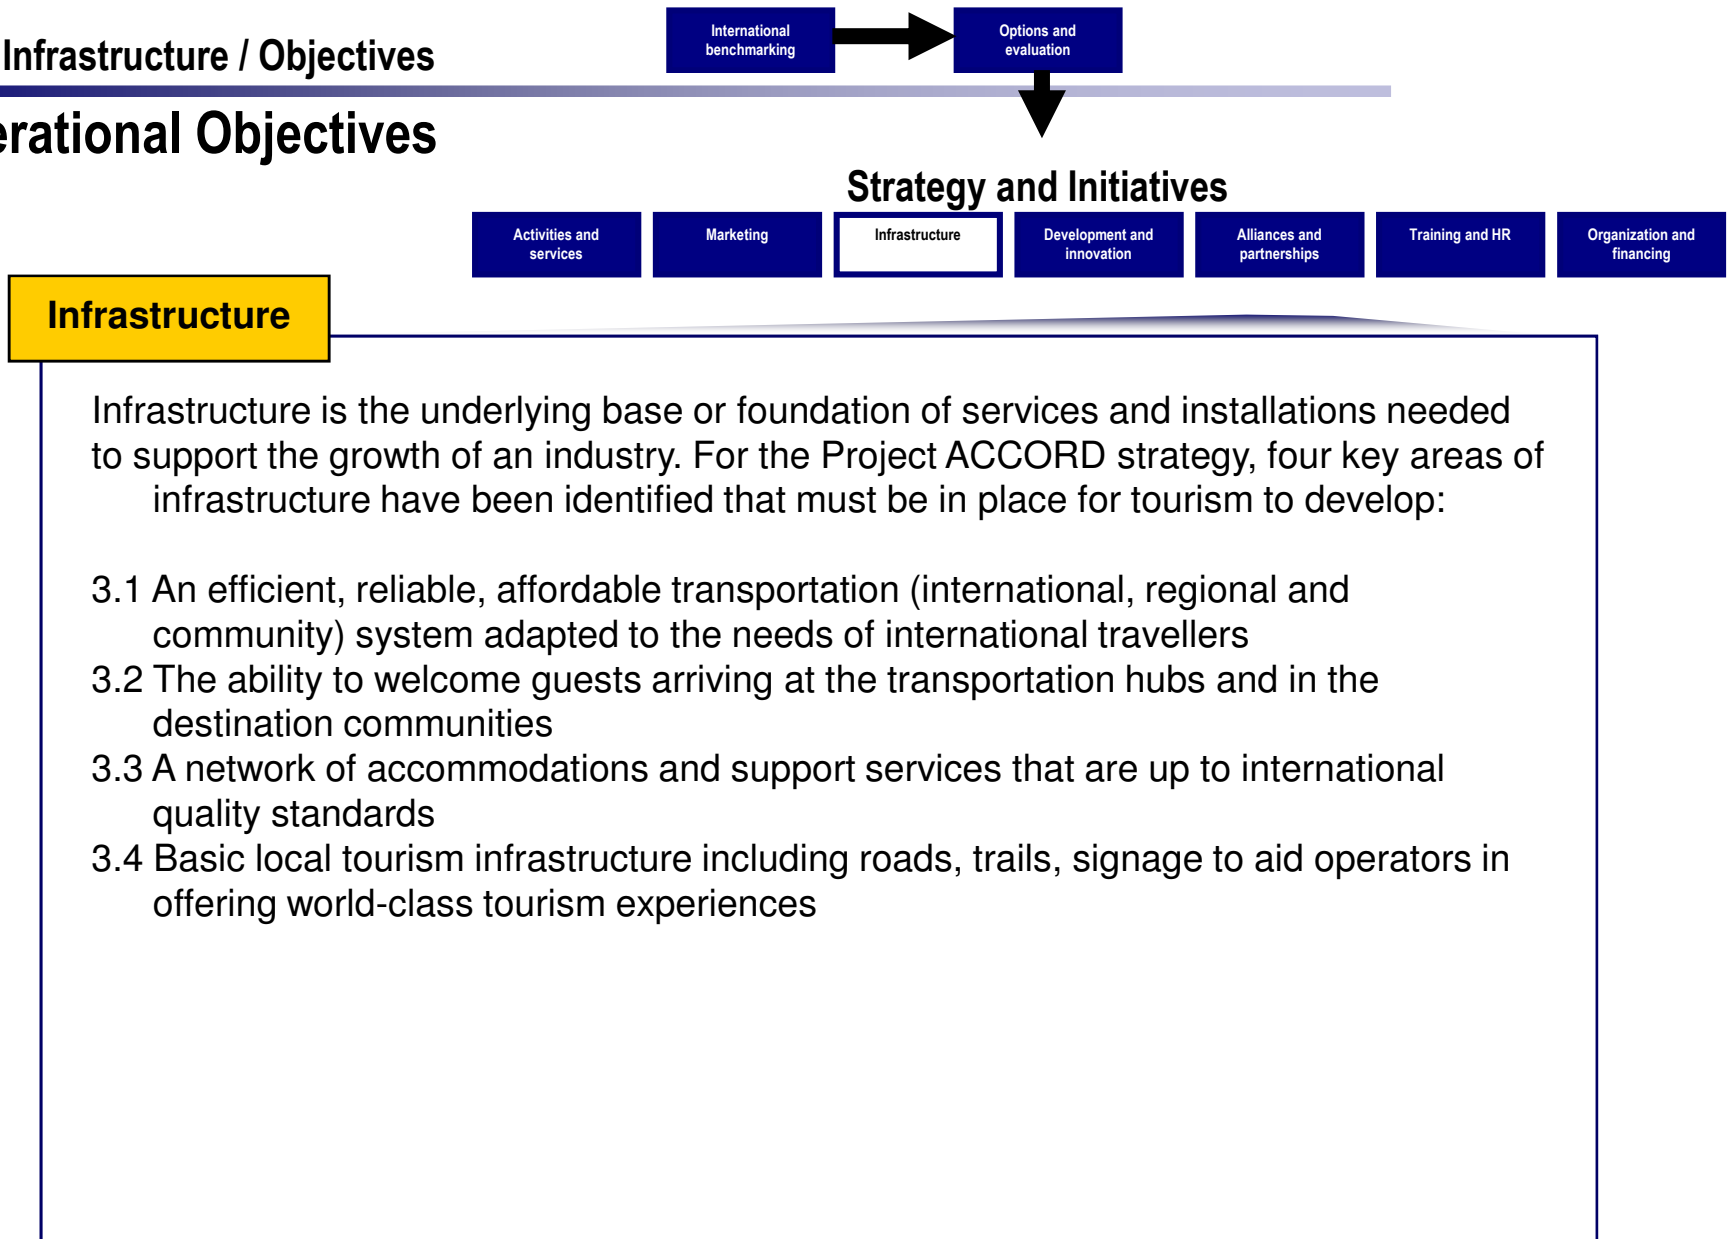 International
benchmarking
Options and
evaluation
Infrastructure / Objectives
erational Objectives
Strategy and Initiatives
Activities and
services
Marketing
Infrastructure
Development and
innovation
Alliances and
partnerships
Training and HR
Organization and
financing
Infrastructure
Infrastructure is the underlying base or foundation of services and installations needed
to support the growth of an industry. For the Project ACCORD strategy, four key areas of
infrastructure have been identified that must be in place for tourism to develop:
3.1 An efficient, reliable, affordable transportation (international, regional and
community) system adapted to the needs of international travellers
3.2 The ability to welcome guests arriving at the transportation hubs and in the
destination communities
3.3 A network of accommodations and support services that are up to international
quality standards
3.4 Basic local tourism infrastructure including roads, trails, signage to aid operators in
offering world-class tourism experiences